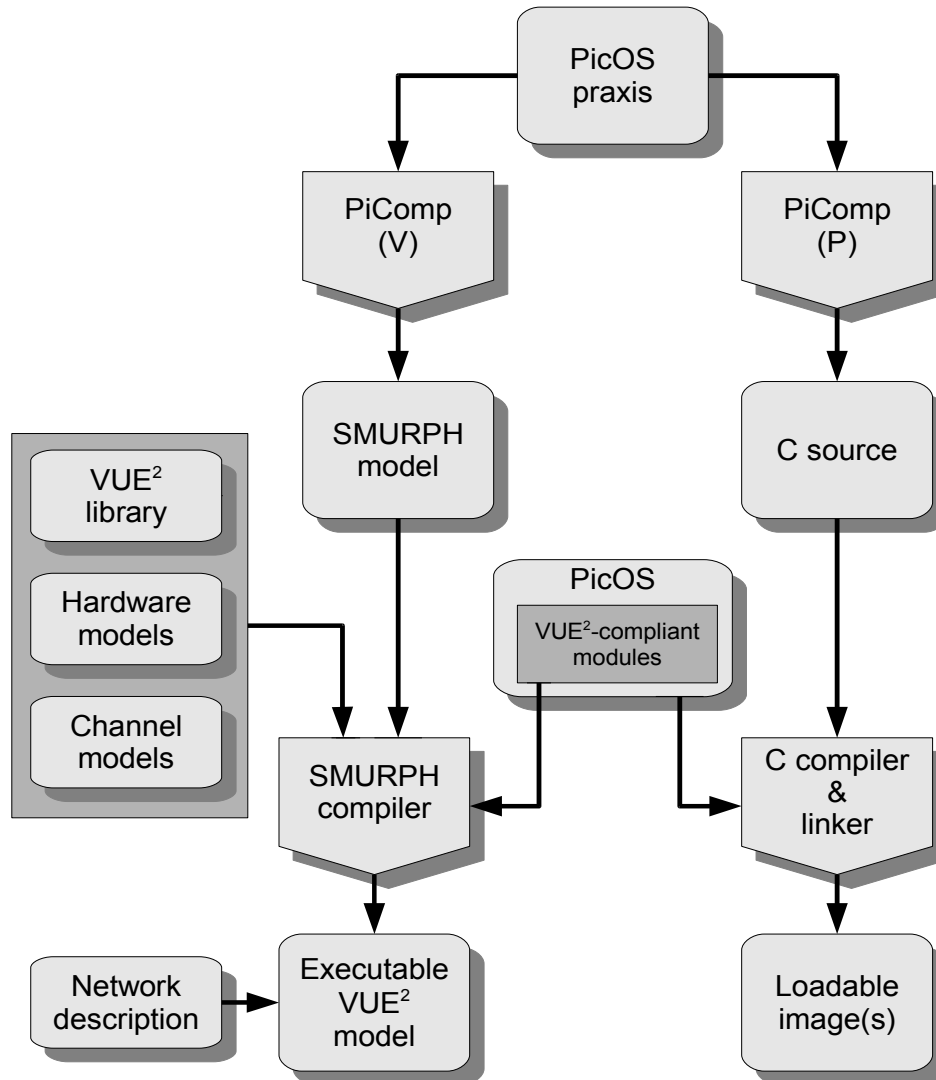 PicOS
praxis
PiComp
(V)
PiComp
(P)
SMURPH
model
C source
VUE²
library
Hardware
models
Channel
models
PicOS
VUE²-compliant
modules
SMURPH
compiler
C compiler
&
linker
Network
description
Executable
VUE²
model
Loadable
image(s)